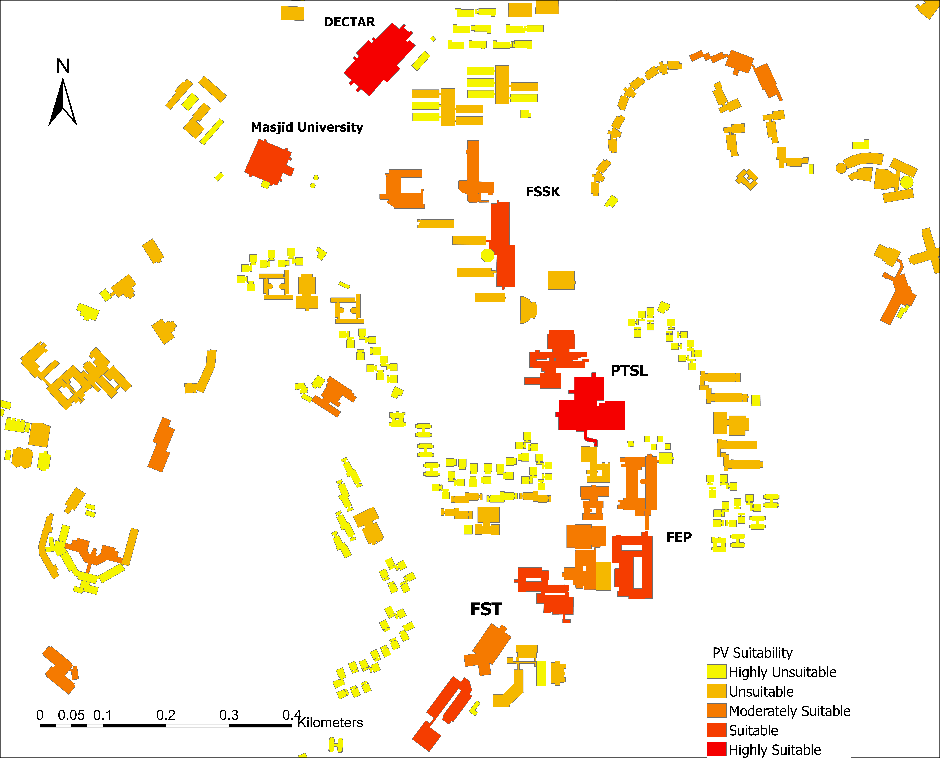 DECTAR
N
Masjid University
FSSK
PTSL
FEP
FST
PV Suitability
Highly Unsuitable
Unsuitable
Moderately Suitable
Suitable
Highly Suitable
0 0.05 0.1 0.2 0.3 0.4
Kilometers